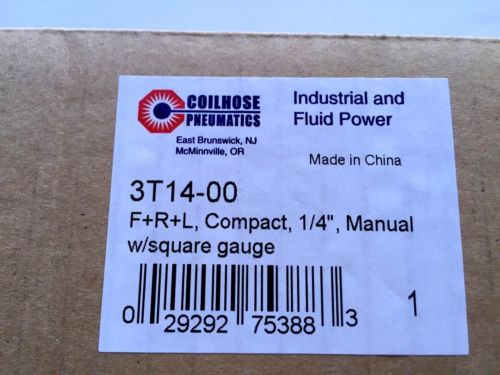 COILHOSE
PNEUMATICS
East Brunswick, NJ
McMinnville, OR
Industrial and
Fluid Power
Made in China
3T14-00
F+R+L, Compact, 1/4", Manual
w/square gauge
0 29292 75388 3
1